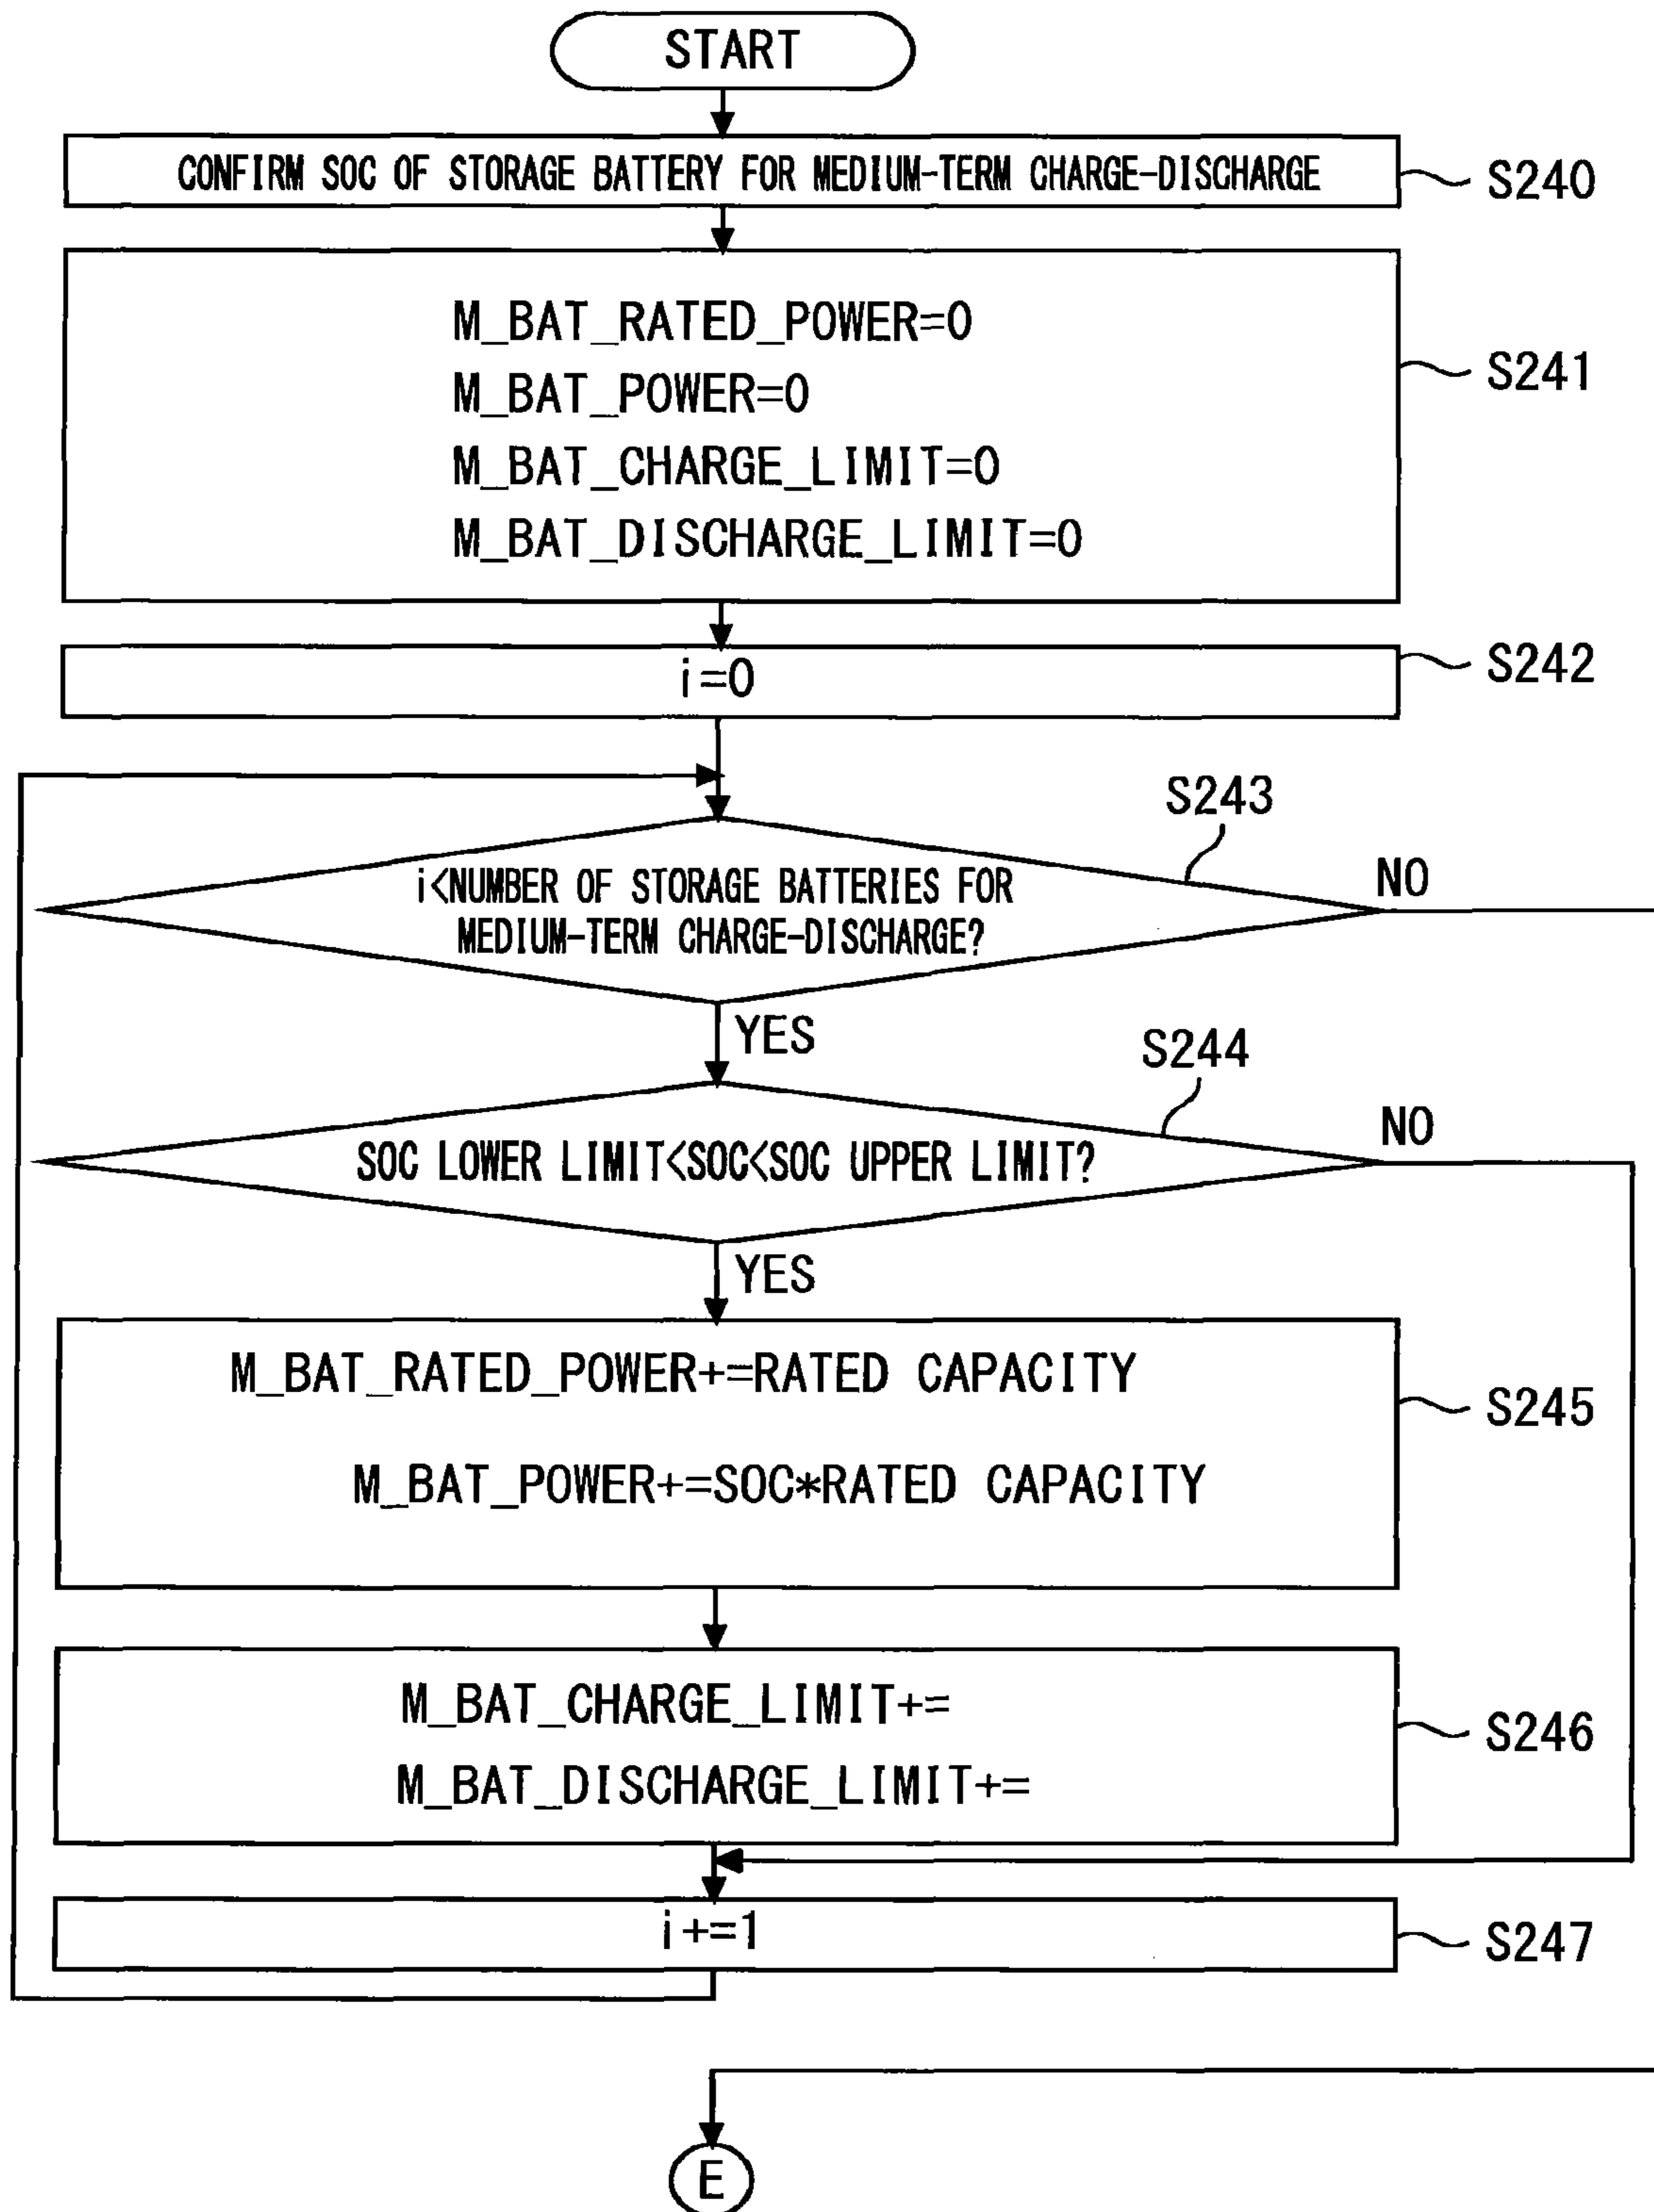 START
CONFIRM SOC OF STORAGE BATTERY FOR MEDIUM-TERM CHARGE-DISCHARGE
S240
M_BAT_RATED_POWER=0
M_BAT_POWER=0
M_BAT_CHARGE_LIMIT=0
M_BAT_DISCHARGE_LIMIT=0
S241
i=0
S242
S243
i<NUMBER OF STORAGE BATTERIES FOR
MEDIUM-TERM CHARGE-DISCHARGE?
NO
YES
S244
SOC LOWER LIMIT<SOC<SOC UPPER LIMIT?
NO
YES
M_BAT_RATED_POWER+=RATED CAPACITY
M_BAT_POWER+=SOC*RATED CAPACITY
S245
M_BAT_CHARGE_LIMIT+=
M_BAT_DISCHARGE_LIMIT+=
S246
i+=1
S247
E